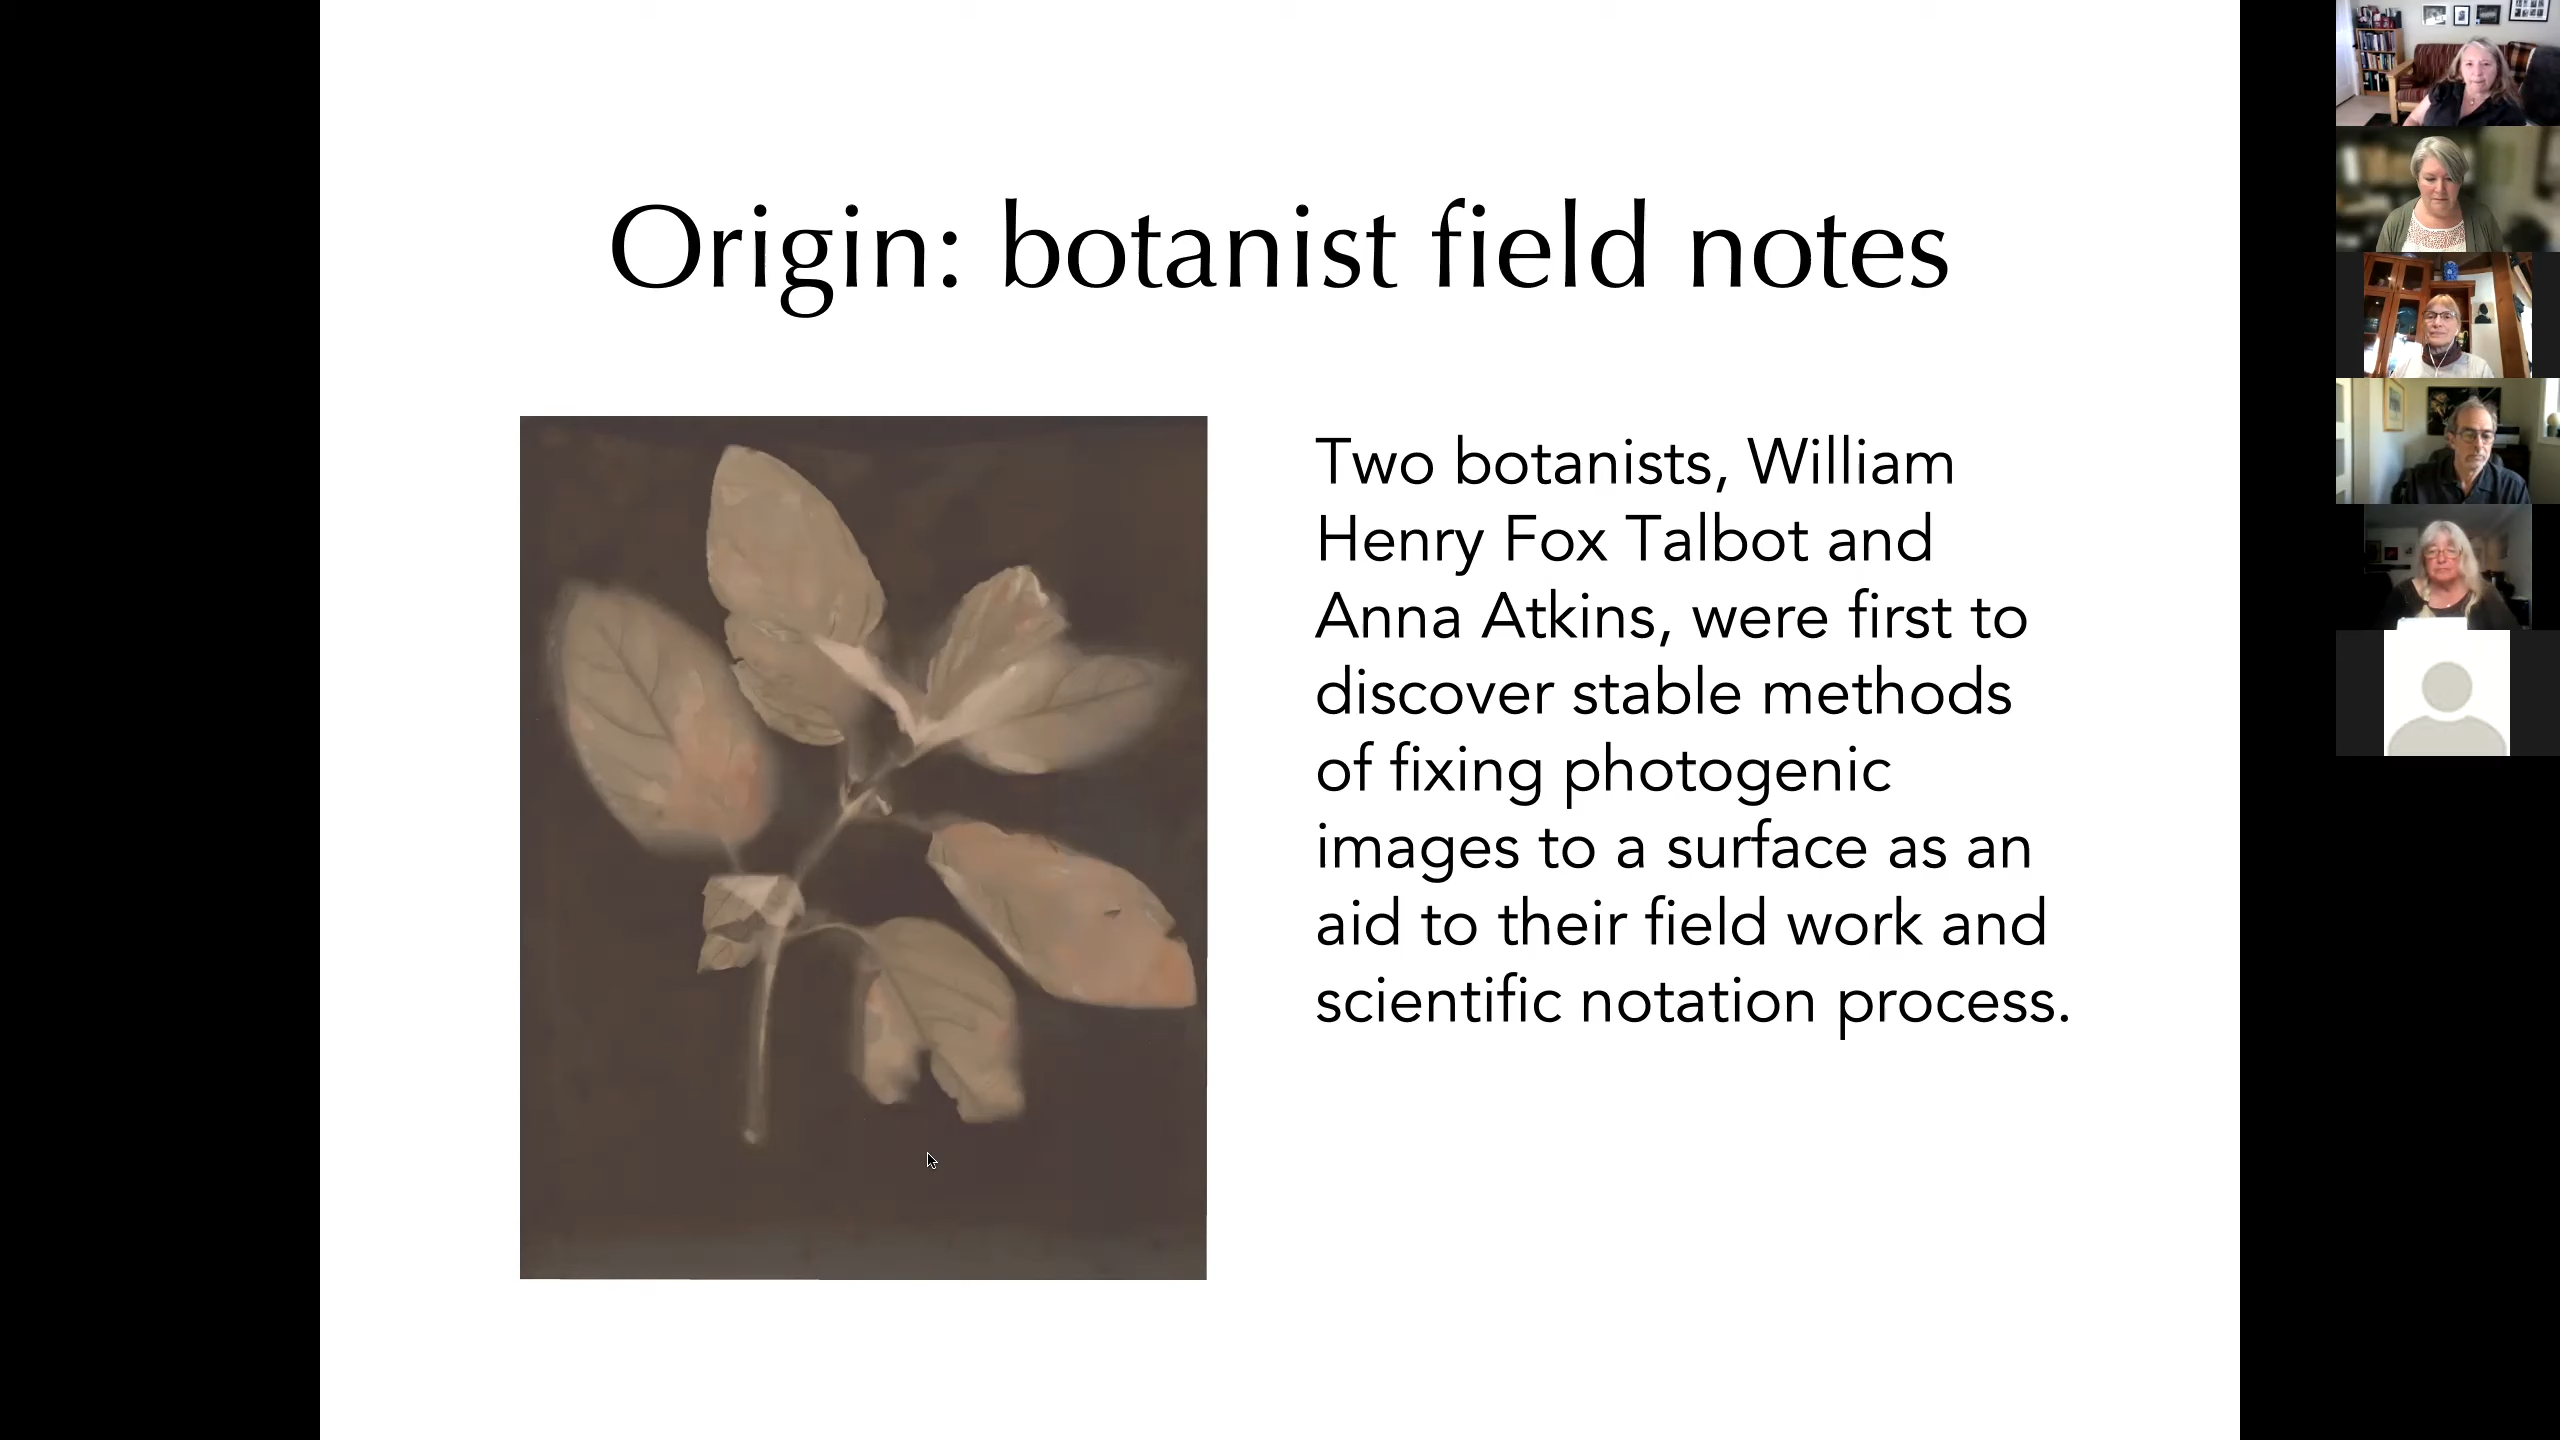 Origin: botanist field notes
Two botanists, William
Henry Fox Talbot and
Anna Atkins, were first to
discover stable methods
of fixing photogenic
images to a surface as an
aid to their field work and
scientific notation process.